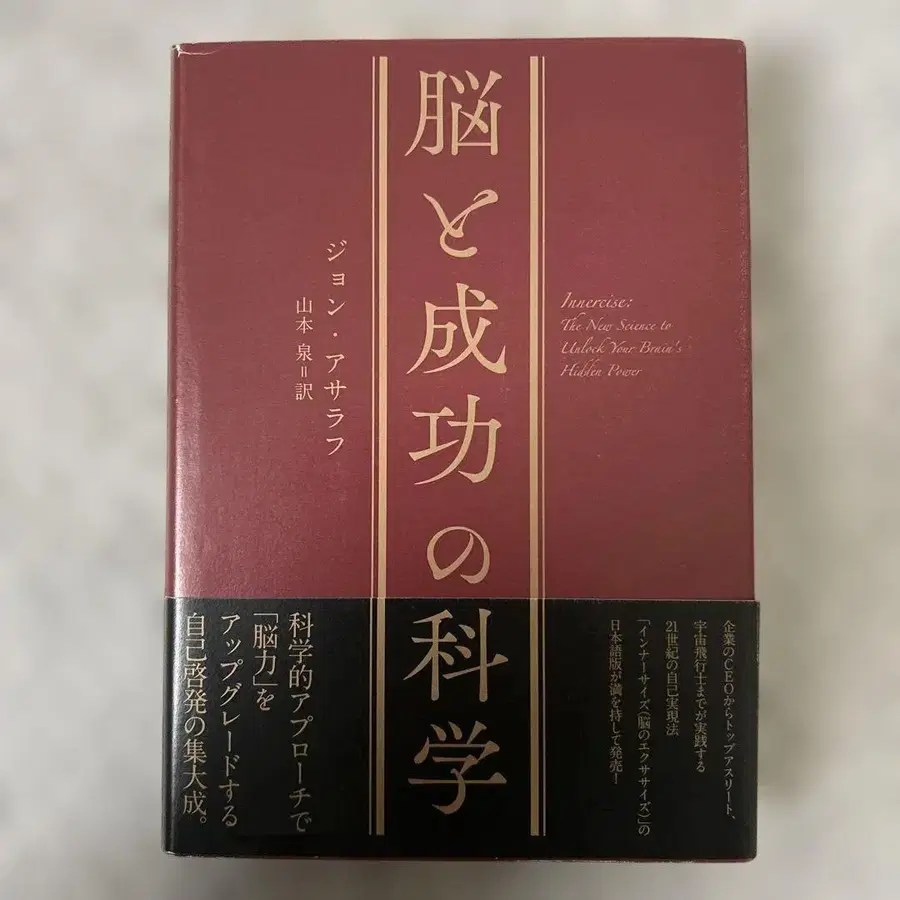 脳と成功の科学
ジョン・アサラフ
山本 泉=訳
Innercise:
The New Science to
Unlock Your Brain's
Hidden Power
企業のCEOからトップアスリート、
宇宙飛行士までが実践する
21世紀の自己実現法
「インナーサイズ(脳のエクササイズ)」の
日本語版が満を持して発売!
科学的アプローチで
「脳力」を
アップグレードする
自己啓発の集大成。